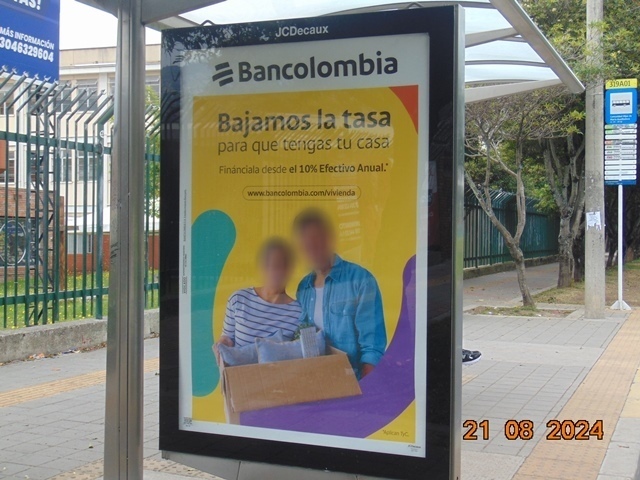 MÁS INFORMACIÓN
3046329604
JCDecaux
Bancolombia
Bajamos la tasa
para que tengas tu casa
Finánciala desde el 10% Efectivo Anual.*
www.bancolombia.com/vivienda
21 08 2024